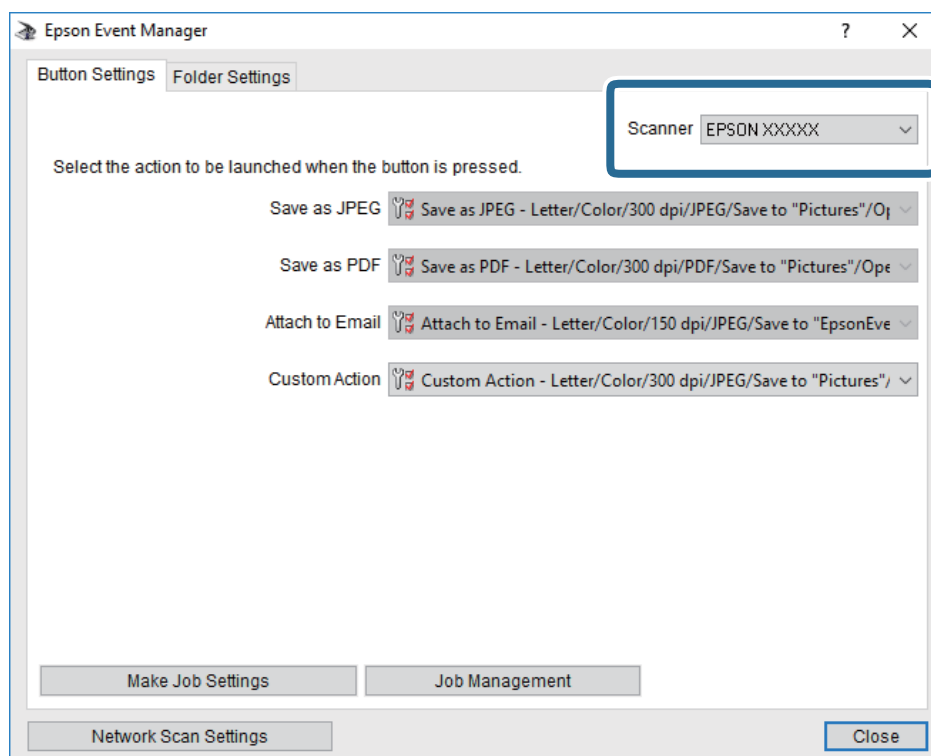 Epson Event Manager
Button Settings Folder Settings
Scanner EPSON XXXXX
Select the action to be launched when the button is pressed.
Save as JPEG Save as JPEG - Letter/Color/300 dpi/JPEG/Save to "Pictures"/Op
Save as PDF Save as PDF - Letter/Color/300 dpi/PDF/Save to "Pictures"/Ope
Attach to Email Attach to Email - Letter/Color/150 dpi/JPEG/Save to "EpsonEve
Custom Action Custom Action - Letter/Color/300 dpi/JPEG/Save to "Pictures"/
Make Job Settings Job Management
Network Scan Settings Close